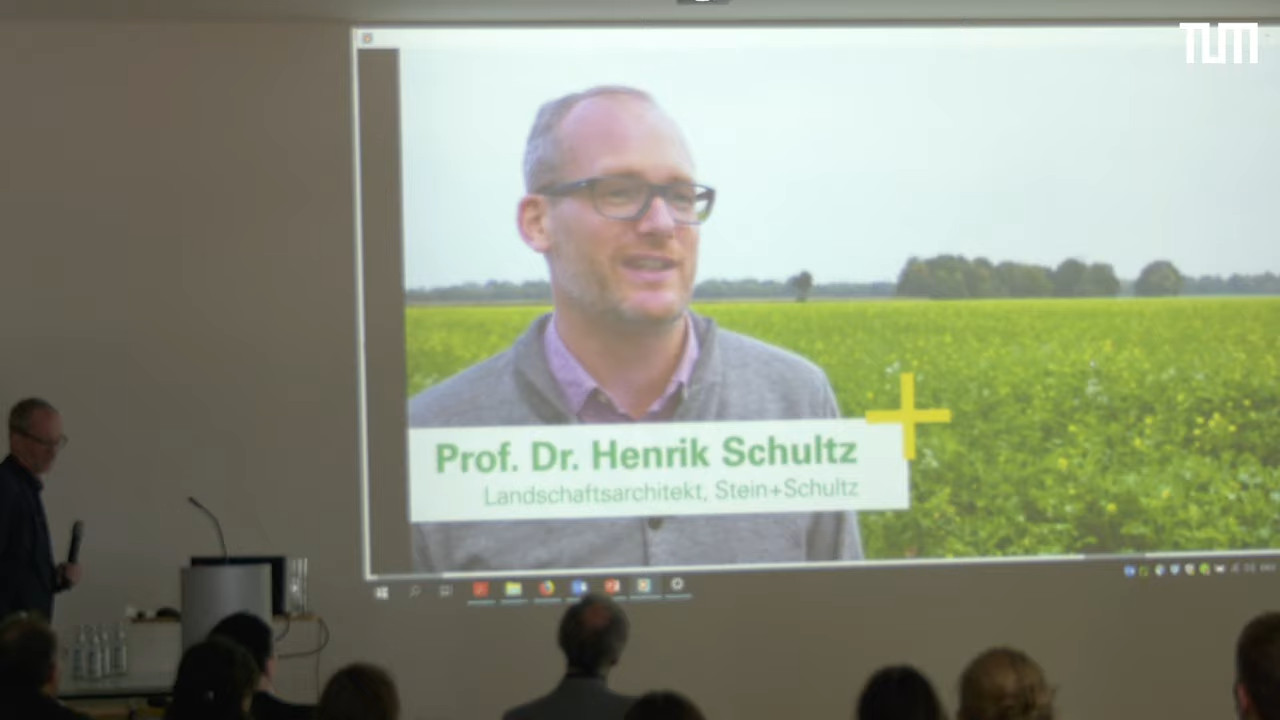 TUM
Prof. Dr. Henrik Schultz
Landschaftsarchitekt, Stein+Schultz